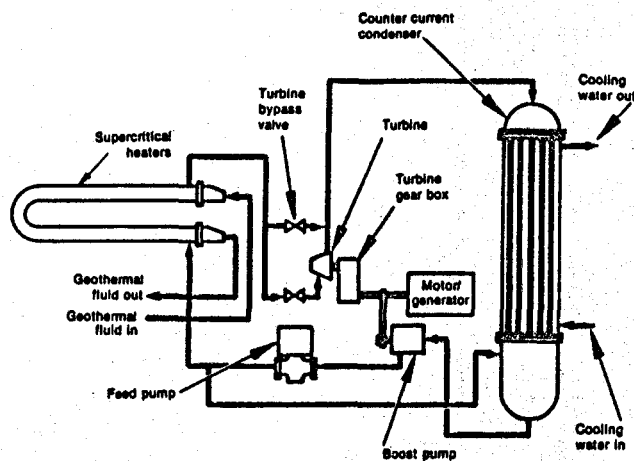 Counter current
condenser
Cooling
water out
Turbine
bypass
valve
Turbine
Supercritical
heaters
Turbine
gear box
Geothermal
fluid out
Geothermal
fluid in
Motor/
generator
Feed pump
Boost pump
Cooling
water in